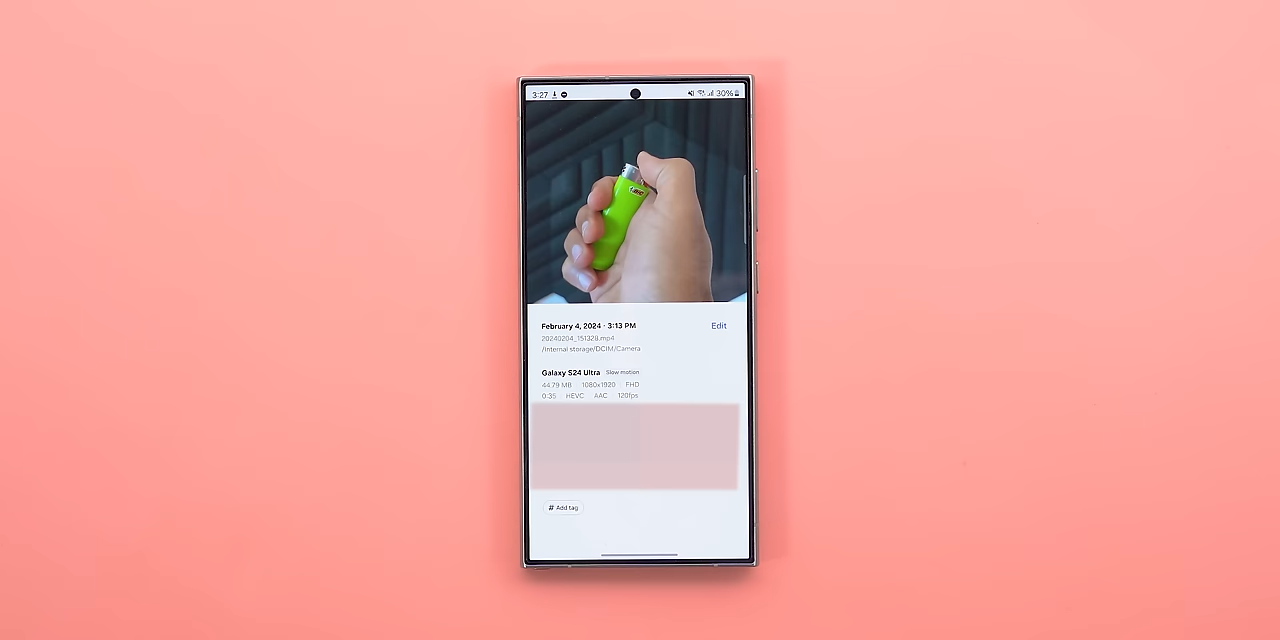 3:27 30%
BIC
February 4, 2024 · 3:13 PM Edit
20240204_151328.mp4
/Internal storage/DCIM/Camera
Galaxy S24 Ultra Slow motion
44.79 MB 1080x1920 FHD
0:35 HEVC AAC 120fps
# Add tag